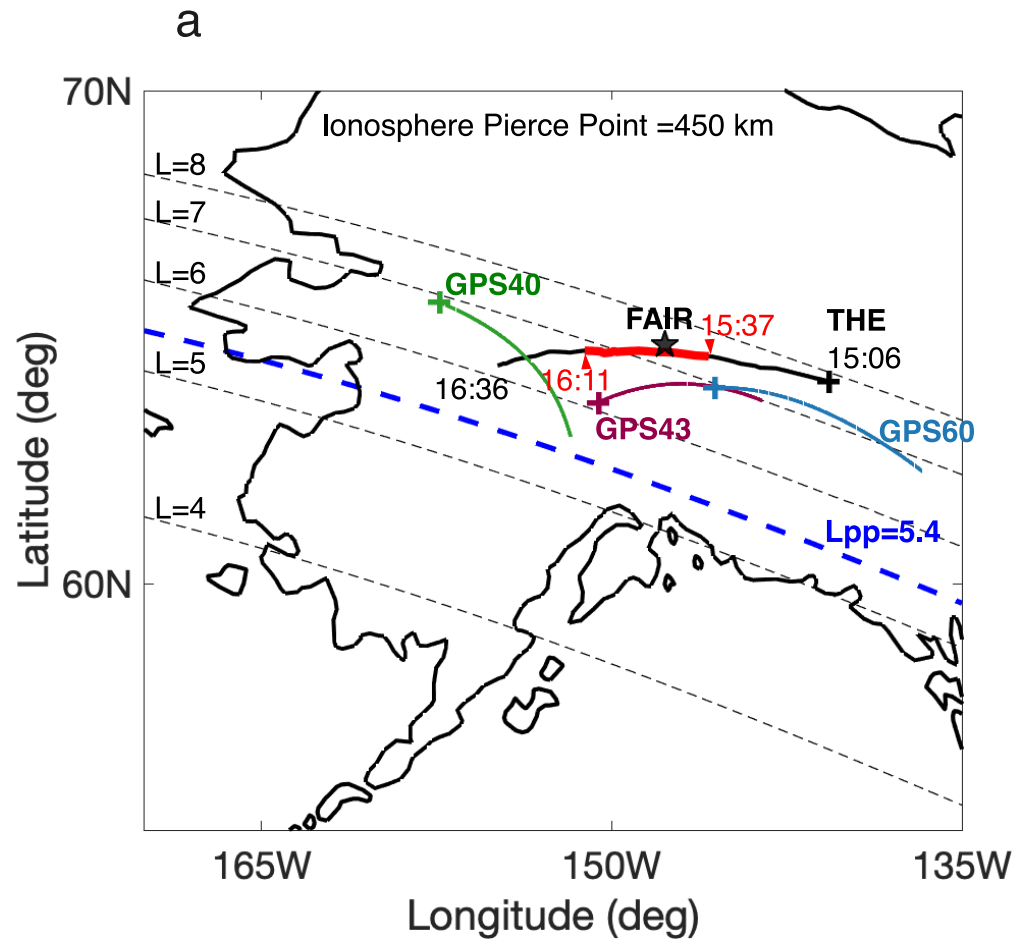 a
70N
Ionosphere Pierce Point =450 km
L=8
L=7
L=6
GPS40
FAIR
15:37
THE
15:06
L=5
16:36
16:11
GPS43
GPS60
L=4
Lpp=5.4
60N
Latitude (deg)
165W
150W
135W
Longitude (deg)